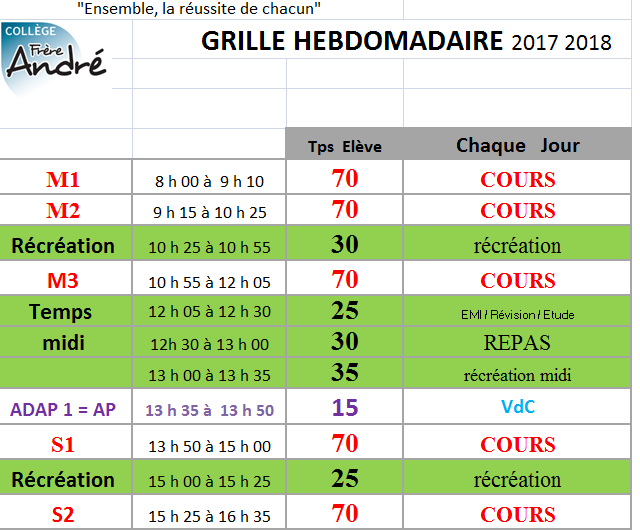 "Ensemble, la réussite de chacun"
COLLÈGE
Frère
André
GRILLE HEBDOMADAIRE 2017 2018
Tps Elève Chaque Jour
M1 8 h 00 à 9 h 10 70 COURS
M2 9 h 15 à 10 h 25 70 COURS
Récréation 10 h 25 à 10 h 55 30 récréation
M3 10 h 55 à 12 h 05 70 COURS
Temps 12 h 05 à 12 h 30 25 EMI / Révision / Etude
midi 12h 30 à 13 h 00 30 REPAS
13 h 00 à 13 h 35 35 récréation midi
ADAP 1 = AP 13 h 35 à 13 h 50 15 VdC
S1 13 h 50 à 15 h 00 70 COURS
Récréation 15 h 00 à 15 h 25 25 récréation
S2 15 h 25 à 16 h 35 70 COURS